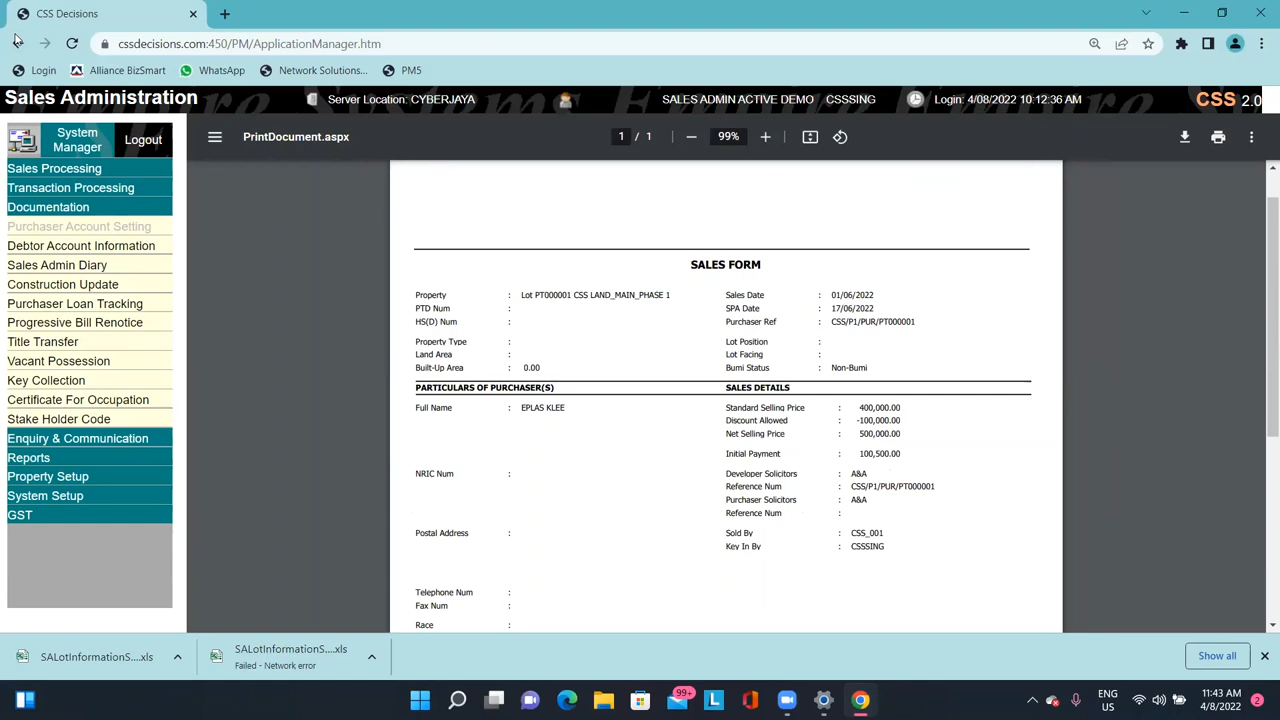 CSS Decisions
cssdecisions.com:450/PM/ApplicationManager.htm
Login Alliance BizSmart WhatsApp Network Solutions... PM5
Sales Administration Server Location: CYBERJAYA SALES ADMIN ACTIVE DEMO CSSSING Login: 4/08/2022 10:12:36 AM CSS 2.0
System Manager Logout
Sales Processing
Transaction Processing
Documentation
Purchaser Account Setting
Debtor Account Information
Sales Admin Diary
Construction Update
Purchaser Loan Tracking
Progressive Bill Renotice
Title Transfer
Vacant Possession
Key Collection
Certificate For Occupation
Stake Holder Code
Enquiry & Communication
Reports
Property Setup
System Setup
GST
PrintDocument.aspx 1 / 1 99%
SALES FORM
Property : Lot PT000001 CSS LAND_MAIN_PHASE 1 Sales Date : 01/06/2022
PTD Num : SPA Date : 17/06/2022
HS(D) Num : Purchaser Ref : CSS/P1/PUR/PT000001
Property Type : Lot Position :
Land Area : Lot Facing :
Built-Up Area : 0.00 Bumi Status : Non-Bumi
PARTICULARS OF PURCHASER(S) SALES DETAILS
Full Name : EPLAS KLEE Standard Selling Price : 400,000.00
Discount Allowed : -100,000.00
Net Selling Price : 500,000.00
Initial Payment : 100,500.00
NRIC Num : Developer Solicitors : A&A
Reference Num : CSS/P1/PUR/PT000001
Purchaser Solicitors : A&A
Reference Num :
Postal Address : Sold By : CSS_001
Key In By : CSSSING
Telephone Num :
Fax Num :
Race :
SALotInformationS....xls SALotInformationS....xls Show all
Failed - Network error
99+ L ENG US 11:43 AM 4/8/2022 2